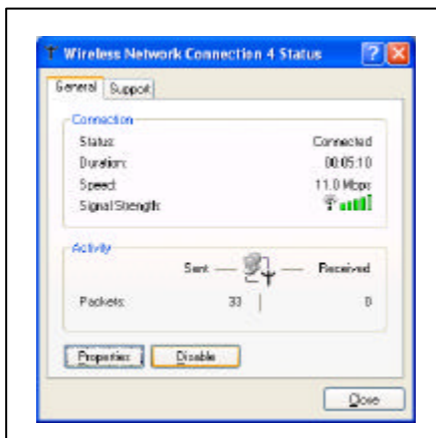 Wireless Network Connection 4 Status
General Support
Connection
Status: Connected
Duration: 00:05:10
Speed: 11.0 Mbps
Signal Strength:
Activity
Sent Received
Packets: 33 0
Properties Disable
Close